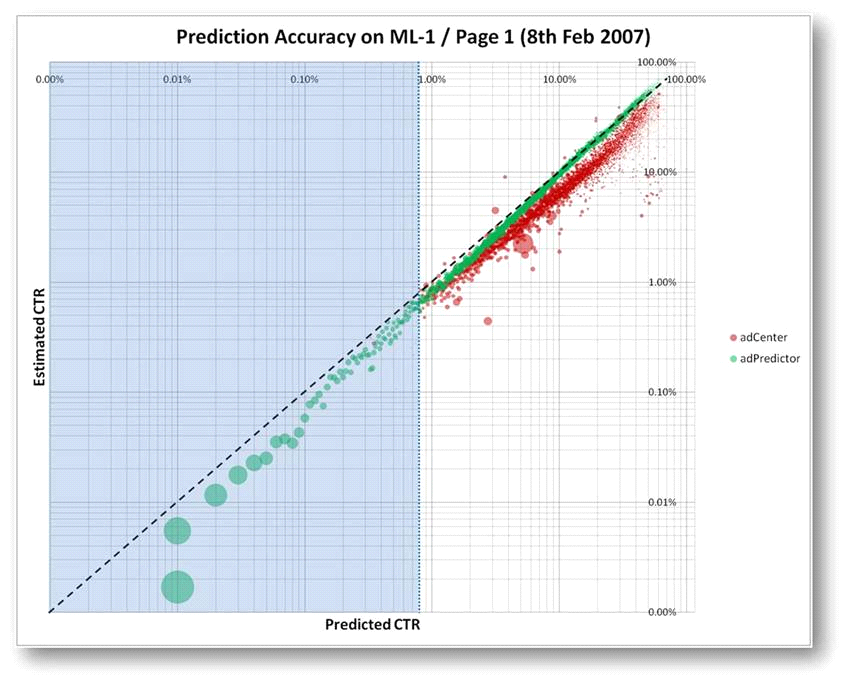 Prediction Accuracy on ML-1 / Page 1 (8th Feb 2007)
100.00%
0.00% 0.01% 0.10% 1.00% 10.00% 100.00%
10.00%
1.00%
Estimated CTR
adCenter
adPredictor
0.10%
0.01%
0.00%
Predicted CTR